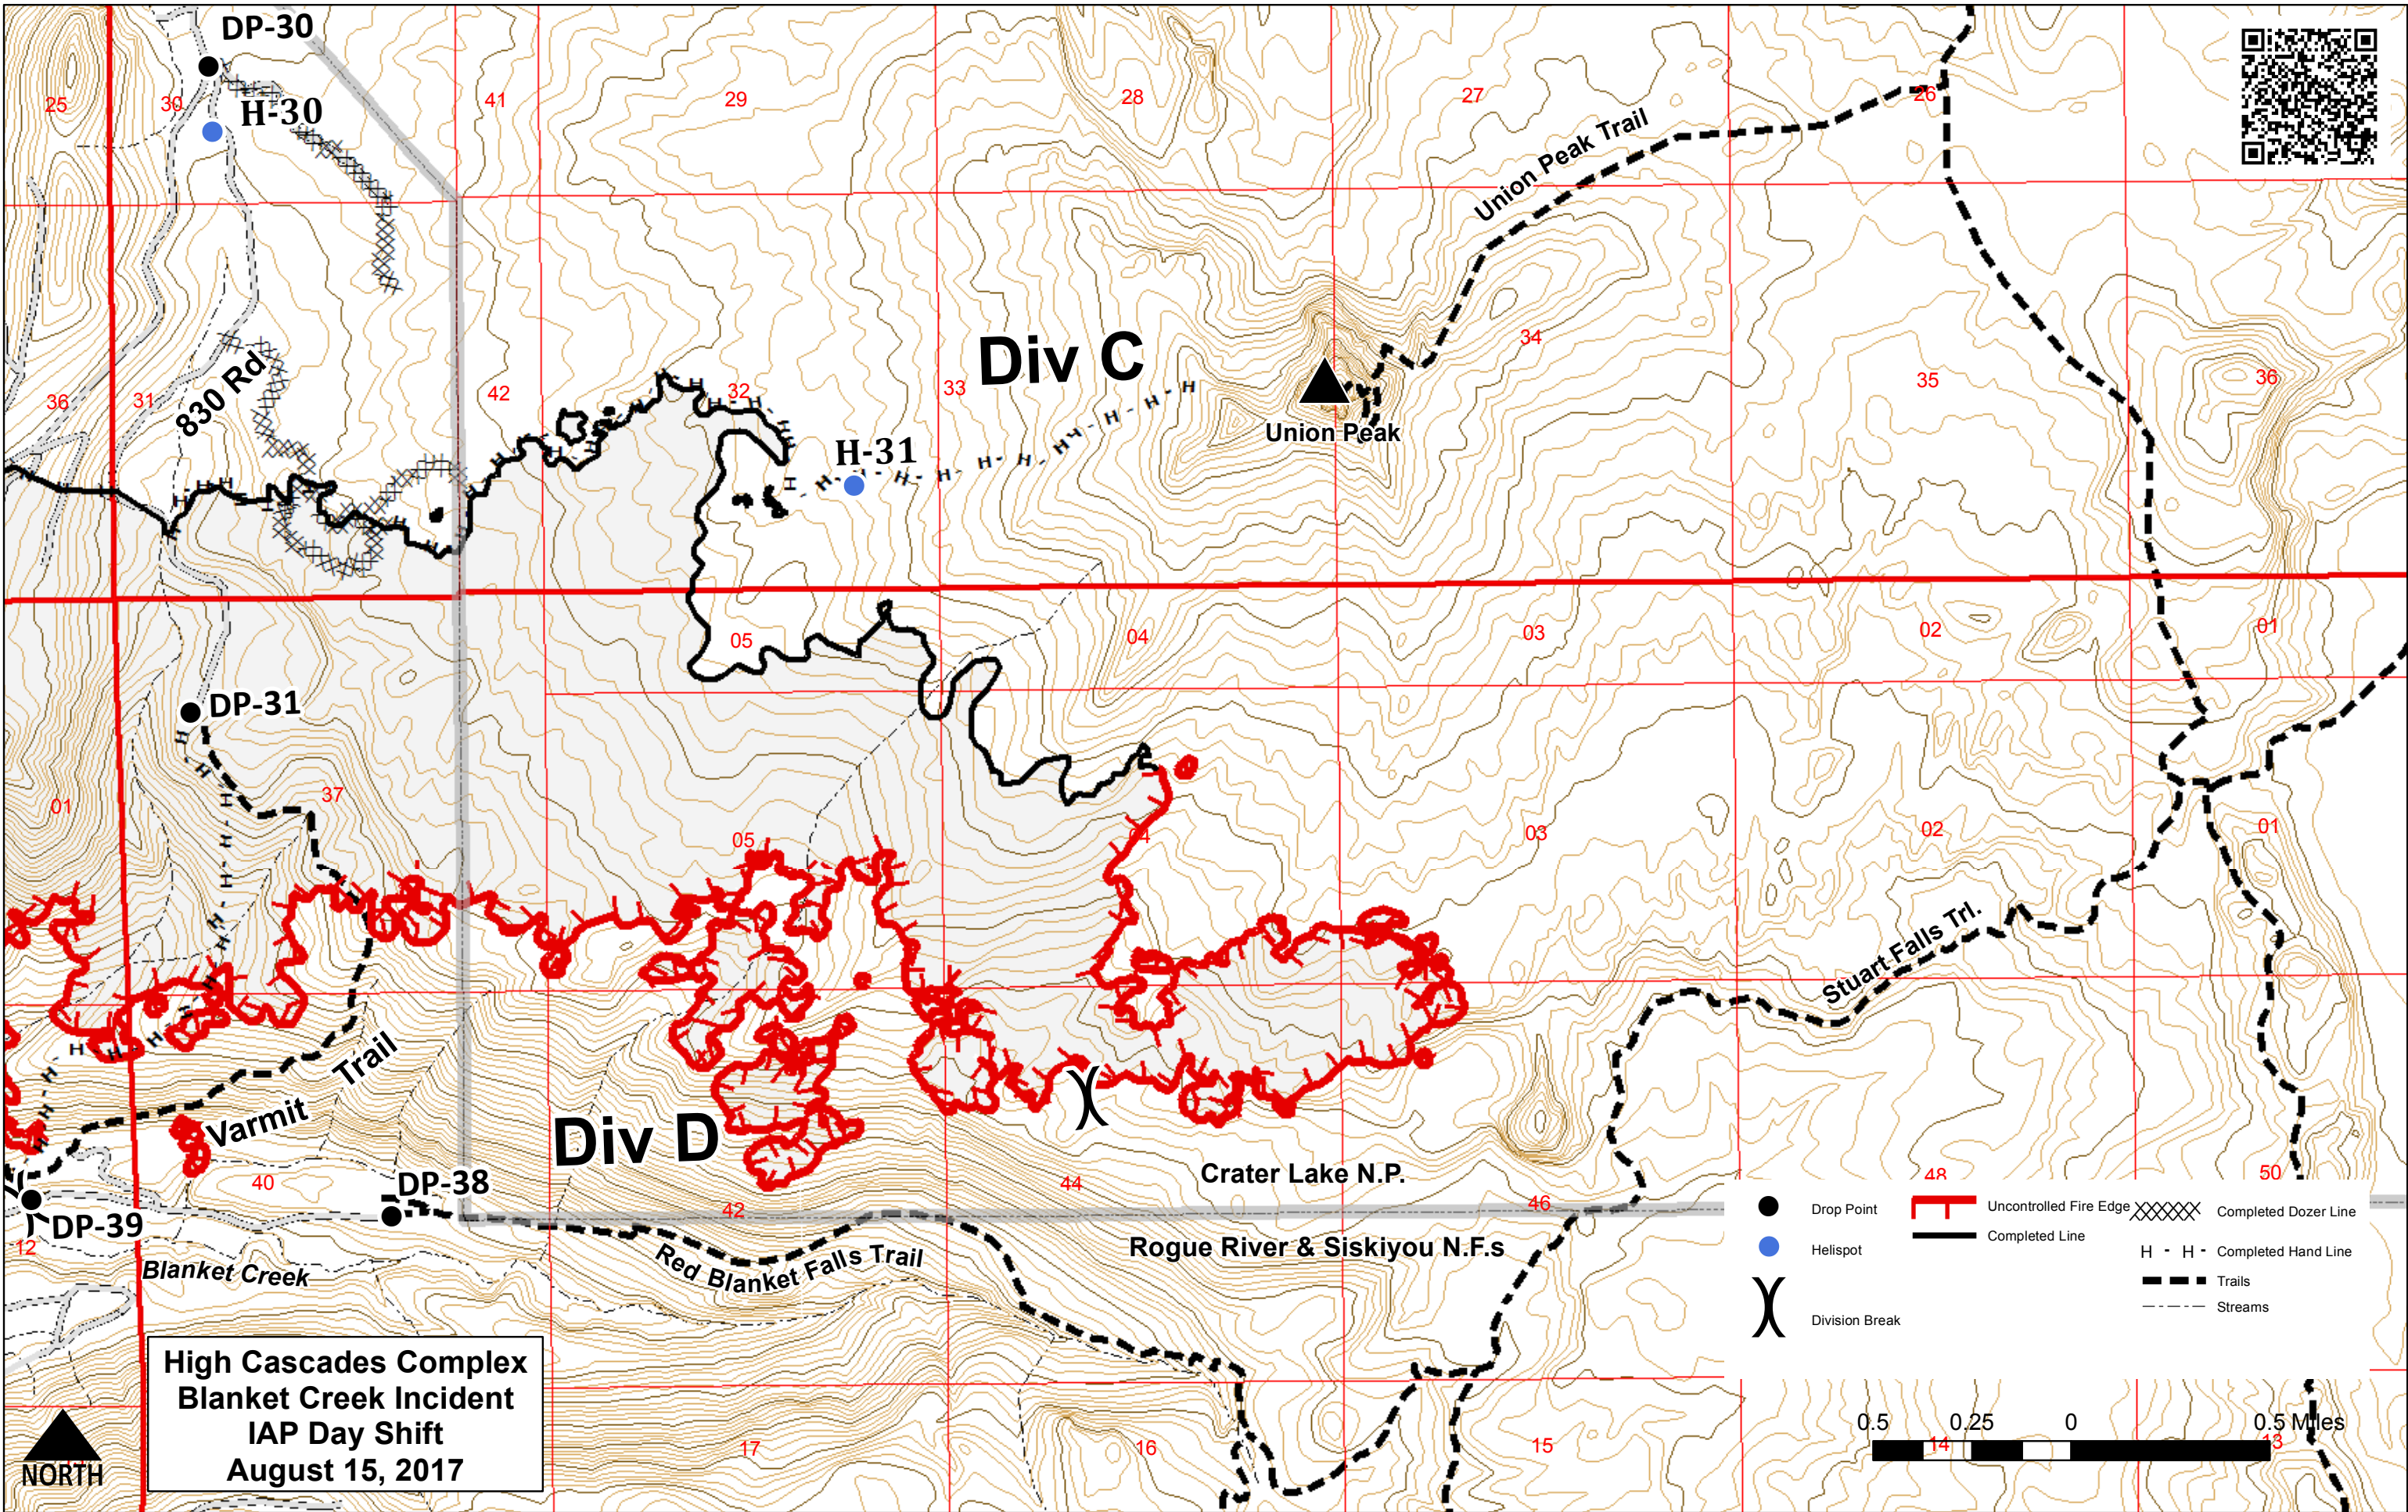 DP-30
25
30
H-30
41
29
28
27
26
Union Peak Trail
Div C
36
31
830 Rd
42
32
33
34
35
36
Union Peak
H-31
05
04
03
02
01
DP-31
37
01
05
04
03
02
01
Stuart Falls Trl.
Varmit Trail
Div D
40
DP-38
42
44
Crater Lake N.P.
46
48
50
DP-39
12
Blanket Creek
Red Blanket Falls Trail
Rogue River & Siskiyou N.F.s
Drop Point
Helispot
Division Break
Uncontrolled Fire Edge
Completed Line
Completed Dozer Line
H - H - Completed Hand Line
Trails
Streams
High Cascades Complex
Blanket Creek Incident
IAP Day Shift
August 15, 2017
NORTH
17
16
15
14
13
0.5 0.25 0 0.5 Miles